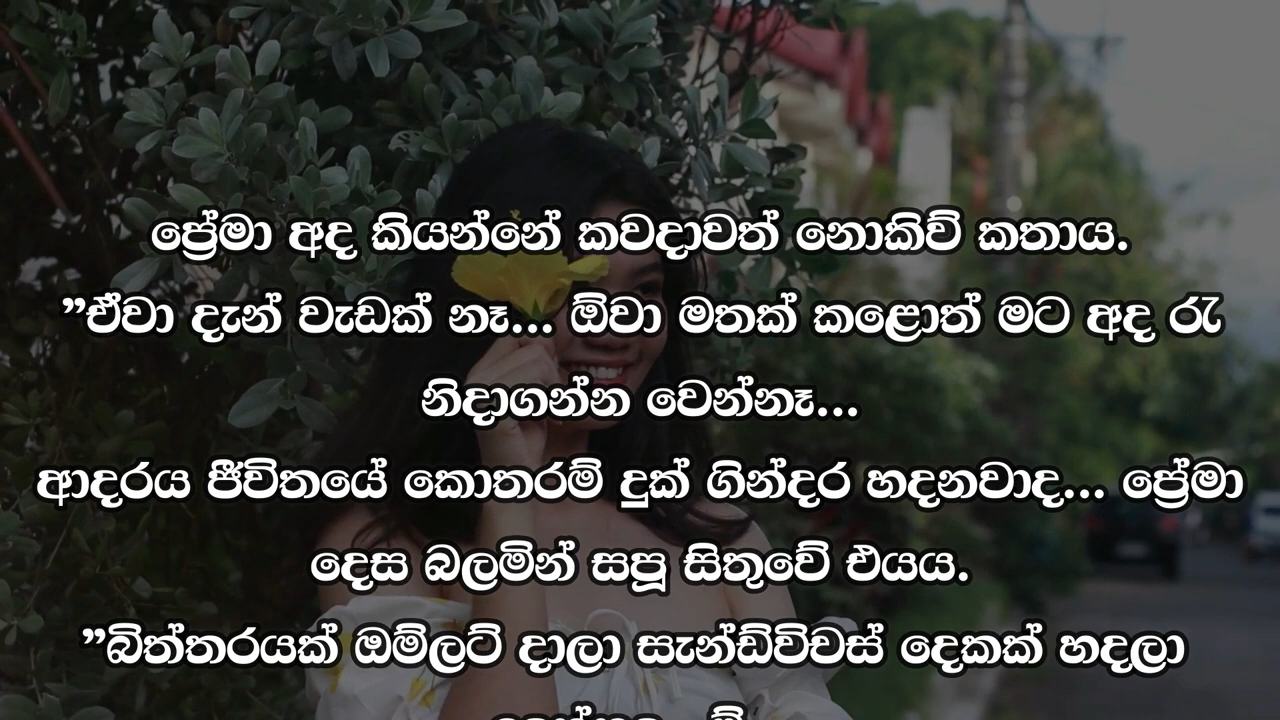 ප්‍රේමා අද කියන්නේ කවදාවත් නොකිව් කතාය.
”ඒවා දැන් වැඩක් නෑ... ඕවා මතක් කළොත් මට අද රැ
නිදාගන්න වෙන්නෑ...
ආදරය ජීවිතයේ කොතරම් දුක් ගින්දර හදනවාද... ප්‍රේමා
දෙස බලමින් සපූ සිතුවේ එයය.
”බිත්තරයක් ඔම්ලට් දාලා සැන්ඩ්විචස් දෙකක් හදලා